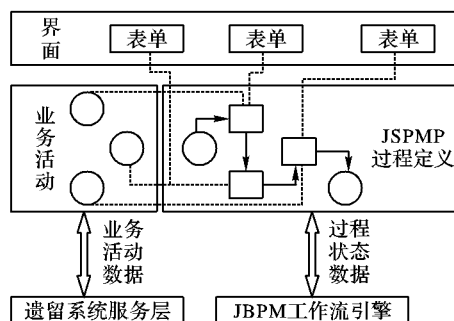 界面
表单
表单
表单
业务活动
JSPMP
过程定义
业务
活动
数据
过程
状态
数据
遗留系统服务层
JBPM工作流引擎